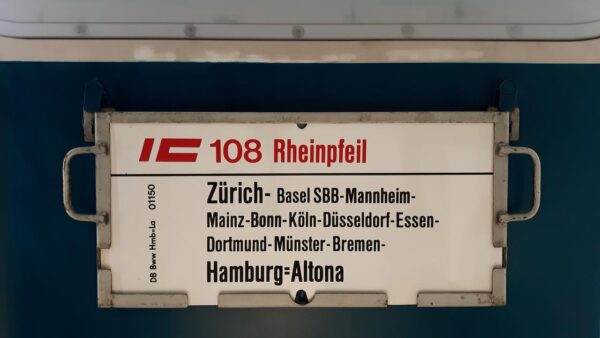 IC 108 Rheinpfeil
Zürich- Basel SBB-Mannheim-
Mainz-Bonn-Köln-Düsseldorf-Essen-
Dortmund-Münster-Bremen-
Hamburg=Altona
DB Bww Hmb-La 01150